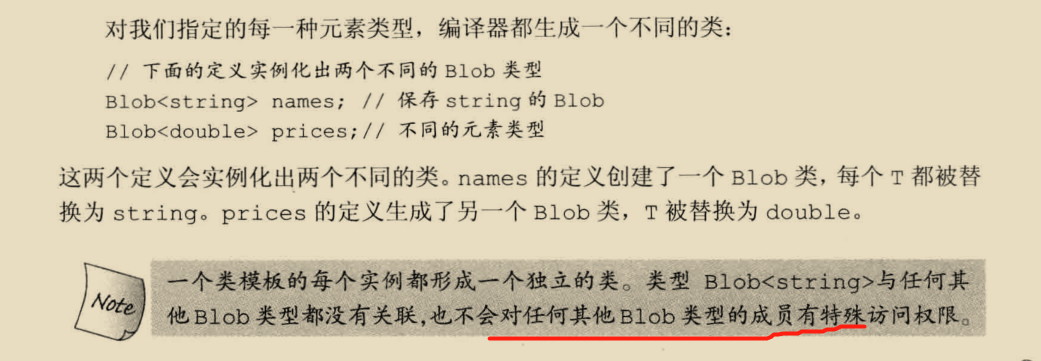 对我们指定的每一种元素类型，编译器都生成一个不同的类：
// 下面的定义实例化出两个不同的 Blob 类型
Blob<string> names; // 保存 string 的 Blob
Blob<double> prices;// 不同的元素类型
这两个定义会实例化出两个不同的类。names 的定义创建了一个 Blob 类，每个 T 都被替
换为 string。prices 的定义生成了另一个 Blob 类，T 被替换为 double。
Note
一个类模板的每个实例都形成一个独立的类。类型 Blob<string>与任何其
他 Blob 类型都没有关联，也不会对任何其他 Blob 类型的成员有特殊访问权限。